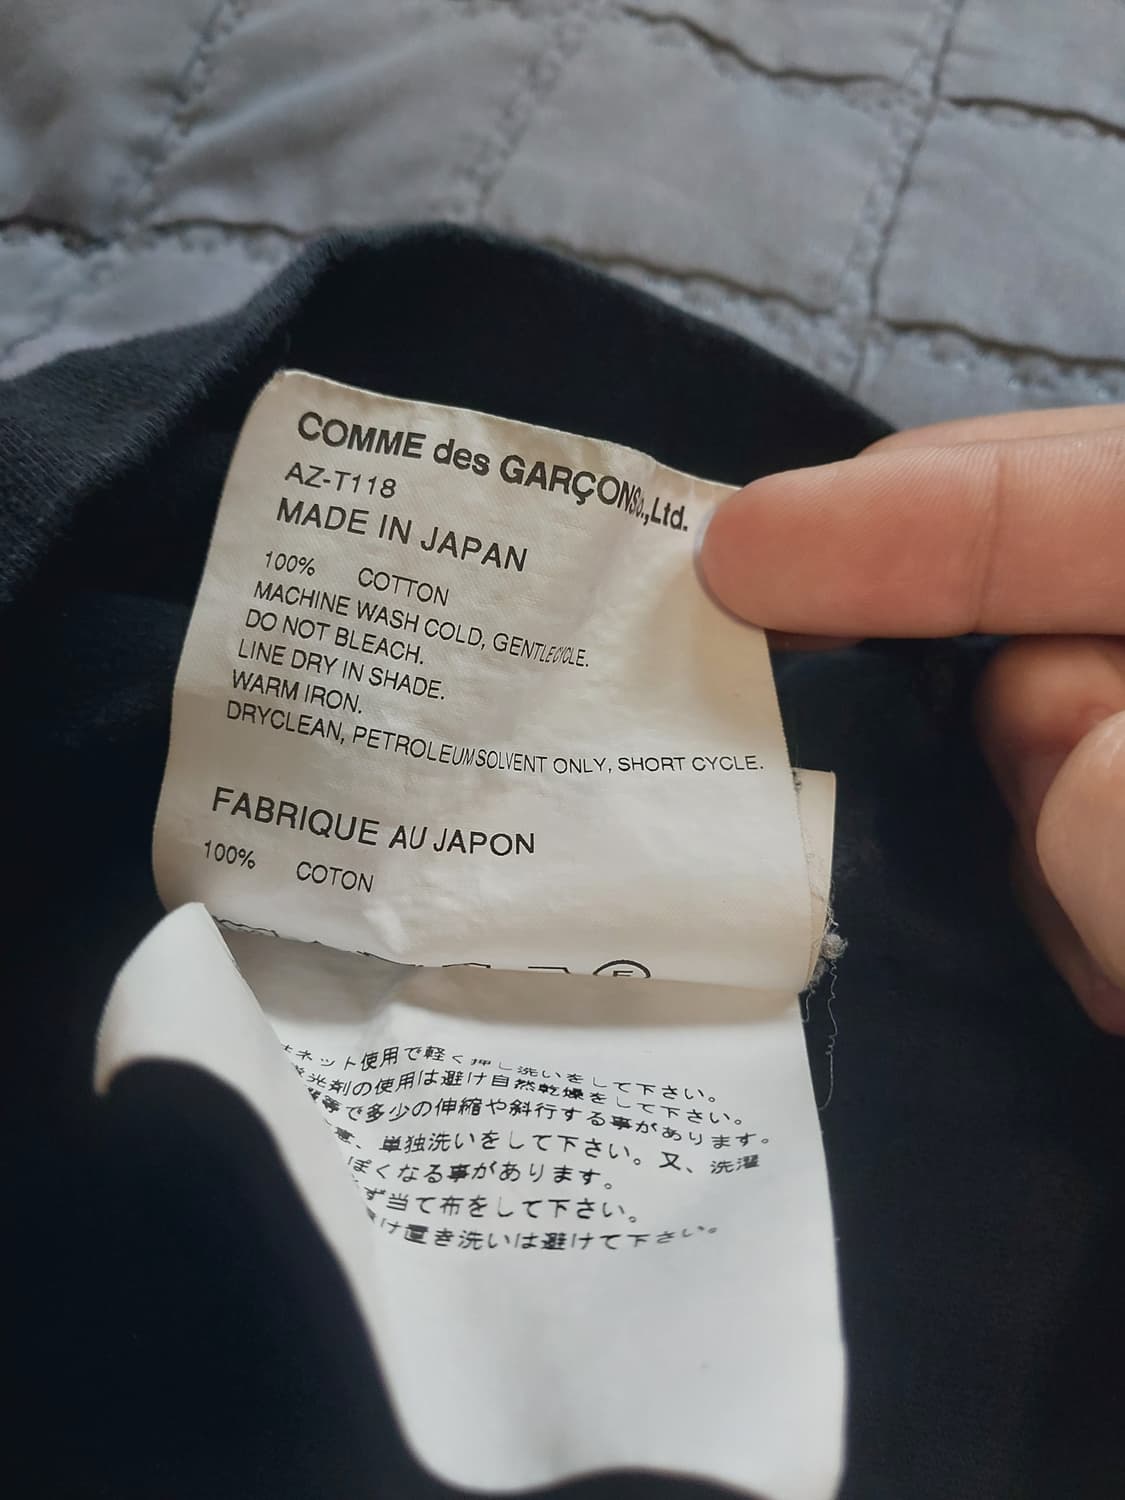 COMME des GARÇONS Co.,Ltd.
AZ-T118
MADE IN JAPAN
100% COTTON
MACHINE WASH COLD, GENTLE CYCLE.
DO NOT BLEACH.
LINE DRY IN SHADE.
WARM IRON.
DRYCLEAN, PETROLEUM SOLVENT ONLY, SHORT CYCLE.
FABRIQUE AU JAPON
100% COTON
ネット使用で軽く押し洗いをして下さい。
光剤の使用は避け自然乾燥をして下さい。
等で多少の伸縮や斜行する事があります。
、単独洗いをして下さい。又、洗濯
ぽくなる事があります。
ず当て布をして下さい。
け置き洗いは避けて下さい。